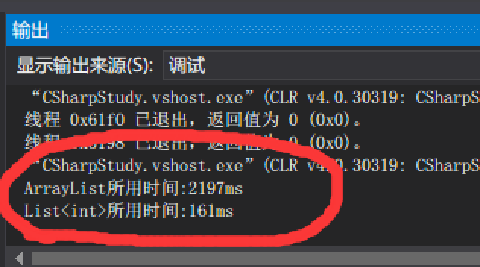 输出
显示输出来源(S): 调试
“CSharpStudy.vshost.exe”(CLR v4.0.30319: CSharpS
线程 0x61f0 已退出，返回值为 0 (0x0)。
已退出，返回值为 0 (0x0)。
“CSharpStudy.vshost.exe”(CLR v4.0.30319: CSharpS
ArrayList所用时间:2197ms
List<int>所用时间:161ms